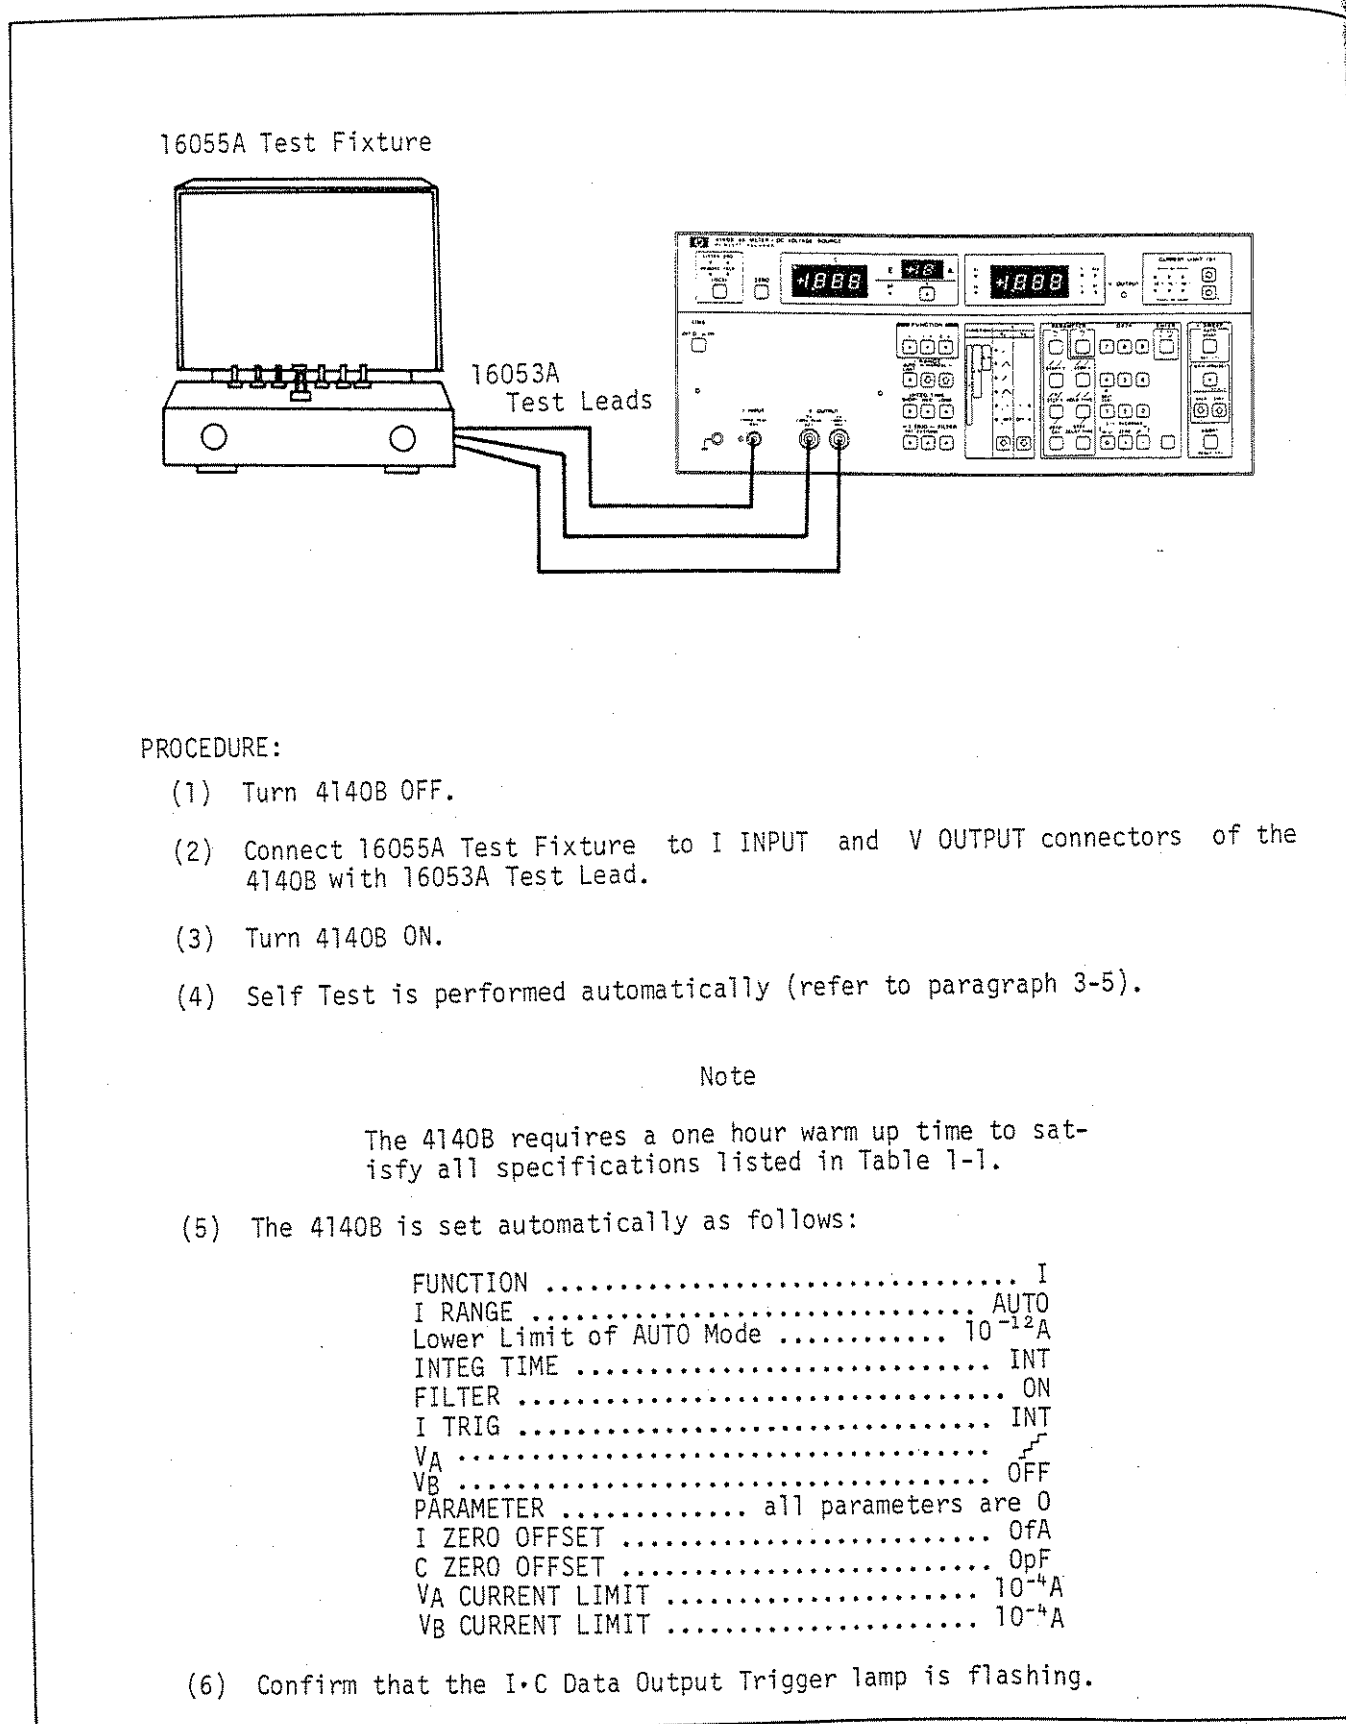 16055A Test Fixture
16053A
Test Leads
FUNCTION
PARAMETER
DATA
ENTER
I INPUT
V OUTPUT
PROCEDURE:
(1) Turn 4140B OFF.
(2) Connect 16055A Test Fixture to I INPUT and V OUTPUT connectors of the
4140B with 16053A Test Lead.
(3) Turn 4140B ON.
(4) Self Test is performed automatically (refer to paragraph 3-5).
Note
The 4140B requires a one hour warm up time to sat-
isfy all specifications listed in Table 1-1.
(5) The 4140B is set automatically as follows:
FUNCTION ................................ I
I RANGE .............................. AUTO
Lower Limit of AUTO Mode ............ 10⁻¹²A
INTEG TIME ............................ INT
FILTER ................................. ON
I TRIG ................................ INT
VA .....................................
VB ..................................... OFF
PARAMETER ............. all parameters are 0
I ZERO OFFSET ......................... 0fA
C ZERO OFFSET ......................... 0pF
VA CURRENT LIMIT ...................... 10⁻⁴A
VB CURRENT LIMIT ...................... 10⁻⁴A
(6) Confirm that the I·C Data Output Trigger lamp is flashing.